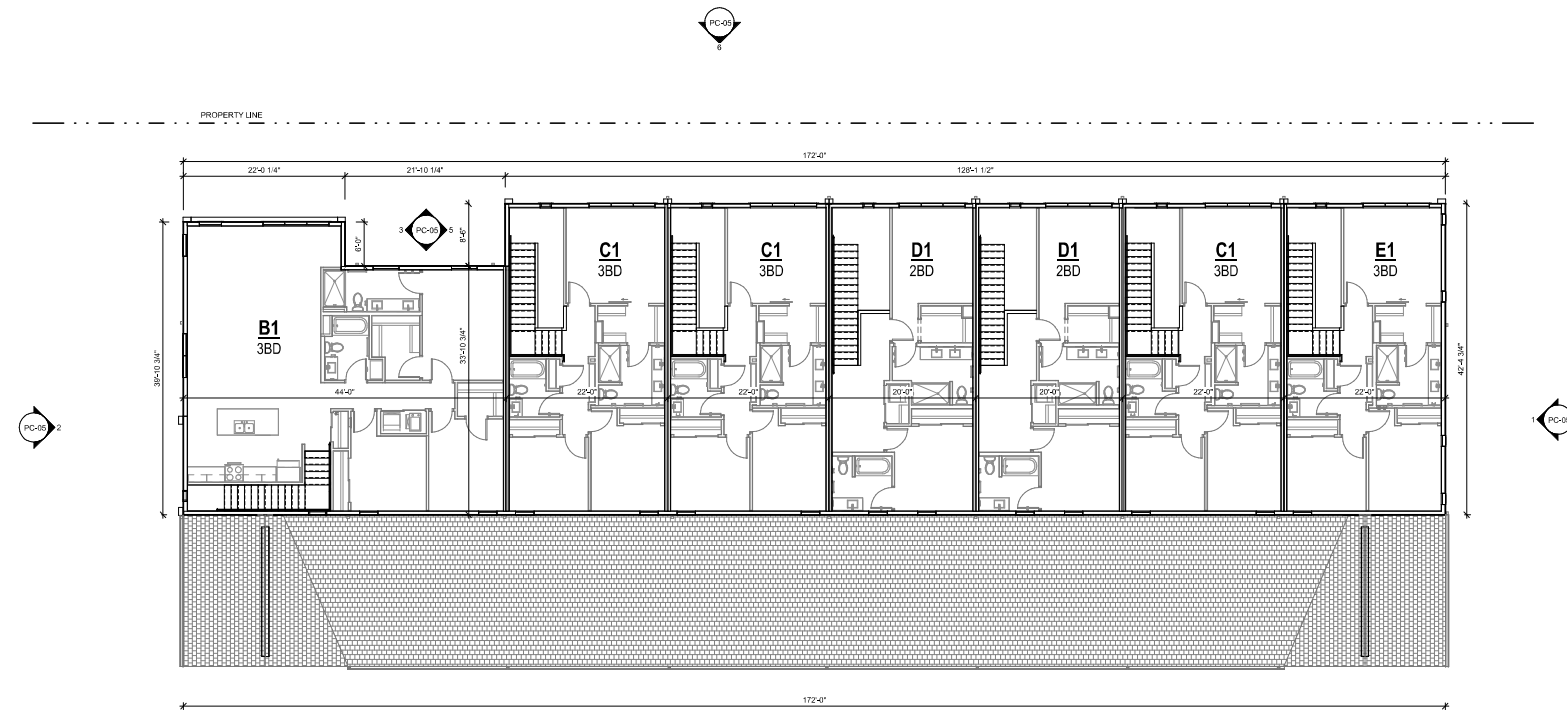 PC-05
6
PROPERTY LINE
172'-0"
22'-0 1/4"
21'-10 1/4"
128'-1 1/2"
3
PC-05
5
6'-0"
8'-6"
C1
3BD
C1
3BD
D1
2BD
D1
2BD
C1
3BD
E1
3BD
B1
3BD
39'-10 3/4"
33'-10 3/4"
42'-4 3/4"
44'-0"
22'-0"
22'-0"
20'-0"
20'-0"
22'-0"
22'-0"
PC-05
2
1
PC-05
172'-0"